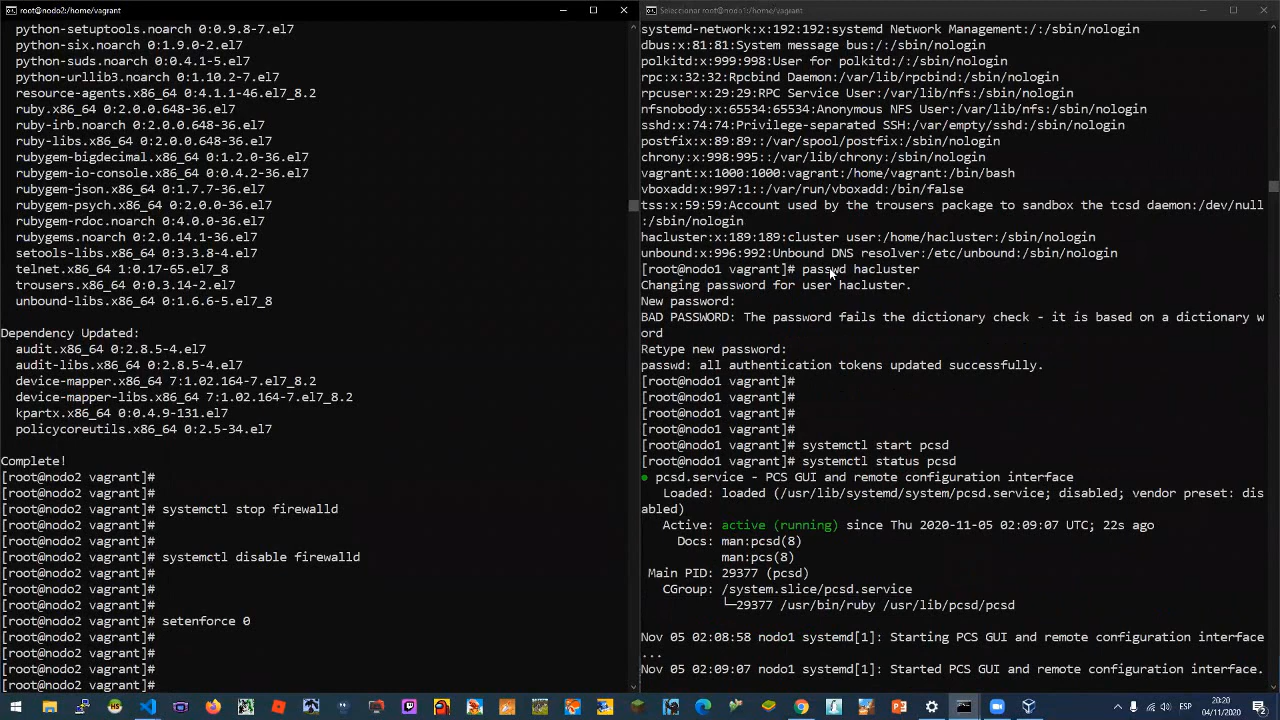 root@nodo2:/home/vagrant
python-setuptools.noarch 0:0.9.8-7.el7
python-six.noarch 0:1.9.0-2.el7
python-suds.noarch 0:0.4.1-5.el7
python-urllib3.noarch 0:1.10.2-7.el7
resource-agents.x86_64 0:4.1.1-46.el7_8.2
ruby.x86_64 0:2.0.0.648-36.el7
ruby-irb.noarch 0:2.0.0.648-36.el7
ruby-libs.x86_64 0:2.0.0.648-36.el7
rubygem-bigdecimal.x86_64 0:1.2.0-36.el7
rubygem-io-console.x86_64 0:0.4.2-36.el7
rubygem-json.x86_64 0:1.7.7-36.el7
rubygem-psych.x86_64 0:2.0.0-36.el7
rubygem-rdoc.noarch 0:4.0.0-36.el7
rubygems.noarch 0:2.0.14.1-36.el7
setools-libs.x86_64 0:3.3.8-4.el7
telnet.x86_64 1:0.17-65.el7_8
trousers.x86_64 0:0.3.14-2.el7
unbound-libs.x86_64 0:1.6.6-5.el7_8
Dependency Updated:
audit.x86_64 0:2.8.5-4.el7
audit-libs.x86_64 0:2.8.5-4.el7
device-mapper.x86_64 7:1.02.164-7.el7_8.2
device-mapper-libs.x86_64 7:1.02.164-7.el7_8.2
kpartx.x86_64 0:0.4.9-131.el7
policycoreutils.x86_64 0:2.5-34.el7
Complete!
[root@nodo2 vagrant]#
[root@nodo2 vagrant]#
[root@nodo2 vagrant]# systemctl stop firewalld
[root@nodo2 vagrant]#
[root@nodo2 vagrant]#
[root@nodo2 vagrant]# systemctl disable firewalld
[root@nodo2 vagrant]#
[root@nodo2 vagrant]#
[root@nodo2 vagrant]#
[root@nodo2 vagrant]# setenforce 0
[root@nodo2 vagrant]#
[root@nodo2 vagrant]#
[root@nodo2 vagrant]#
[root@nodo2 vagrant]#
Seleccionar root@nodo1:/home/vagrant
systemd-network:x:192:192:systemd Network Management:/:/sbin/nologin
dbus:x:81:81:System message bus:/:/sbin/nologin
polkitd:x:999:998:User for polkitd:/:/sbin/nologin
rpc:x:32:32:Rpcbind Daemon:/var/lib/rpcbind:/sbin/nologin
rpcuser:x:29:29:RPC Service User:/var/lib/nfs:/sbin/nologin
nfsnobody:x:65534:65534:Anonymous NFS User:/var/lib/nfs:/sbin/nologin
sshd:x:74:74:Privilege-separated SSH:/var/empty/sshd:/sbin/nologin
postfix:x:89:89::/var/spool/postfix:/sbin/nologin
chrony:x:998:995::/var/lib/chrony:/sbin/nologin
vagrant:x:1000:1000:vagrant:/home/vagrant:/bin/bash
vboxadd:x:997:1::/var/run/vboxadd:/bin/false
tss:x:59:59:Account used by the trousers package to sandbox the tcsd daemon:/dev/null
:/sbin/nologin
hacluster:x:189:189:cluster user:/home/hacluster:/sbin/nologin
unbound:x:996:992:Unbound DNS resolver:/etc/unbound:/sbin/nologin
[root@nodo1 vagrant]# passwd hacluster
Changing password for user hacluster.
New password:
BAD PASSWORD: The password fails the dictionary check - it is based on a dictionary w
ord
Retype new password:
passwd: all authentication tokens updated successfully.
[root@nodo1 vagrant]#
[root@nodo1 vagrant]#
[root@nodo1 vagrant]#
[root@nodo1 vagrant]#
[root@nodo1 vagrant]# systemctl start pcsd
[root@nodo1 vagrant]# systemctl status pcsd
● pcsd.service - PCS GUI and remote configuration interface
Loaded: loaded (/usr/lib/systemd/system/pcsd.service; disabled; vendor preset: dis
abled)
Active: active (running) since Thu 2020-11-05 02:09:07 UTC; 22s ago
Docs: man:pcsd(8)
man:pcs(8)
Main PID: 29377 (pcsd)
CGroup: /system.slice/pcsd.service
└─29377 /usr/bin/ruby /usr/lib/pcsd/pcsd
Nov 05 02:08:58 nodo1 systemd[1]: Starting PCS GUI and remote configuration interface
...
Nov 05 02:09:07 nodo1 systemd[1]: Started PCS GUI and remote configuration interface.
ESP
20:20
04/11/2020